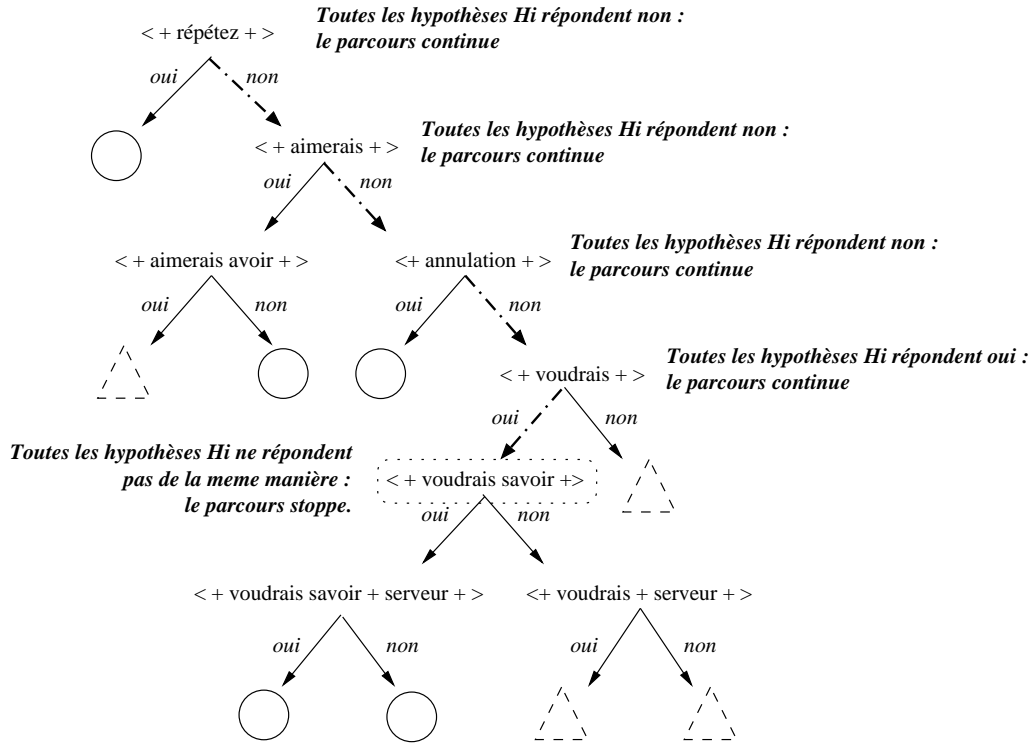 Toutes les hypothèses Hi répondent non :
le parcours continue
< + répétez + >
oui
non
Toutes les hypothèses Hi répondent non :
le parcours continue
< + aimerais + >
oui
non
Toutes les hypothèses Hi répondent non :
le parcours continue
< + aimerais avoir + >
<+ annulation + >
oui
non
oui
non
Toutes les hypothèses Hi répondent oui :
le parcours continue
< + voudrais + >
oui
non
Toutes les hypothèses Hi ne répondent
pas de la meme manière :
le parcours stoppe.
< + voudrais savoir +>
oui
non
< + voudrais savoir + serveur + >
<+ voudrais + serveur + >
oui
non
oui
non